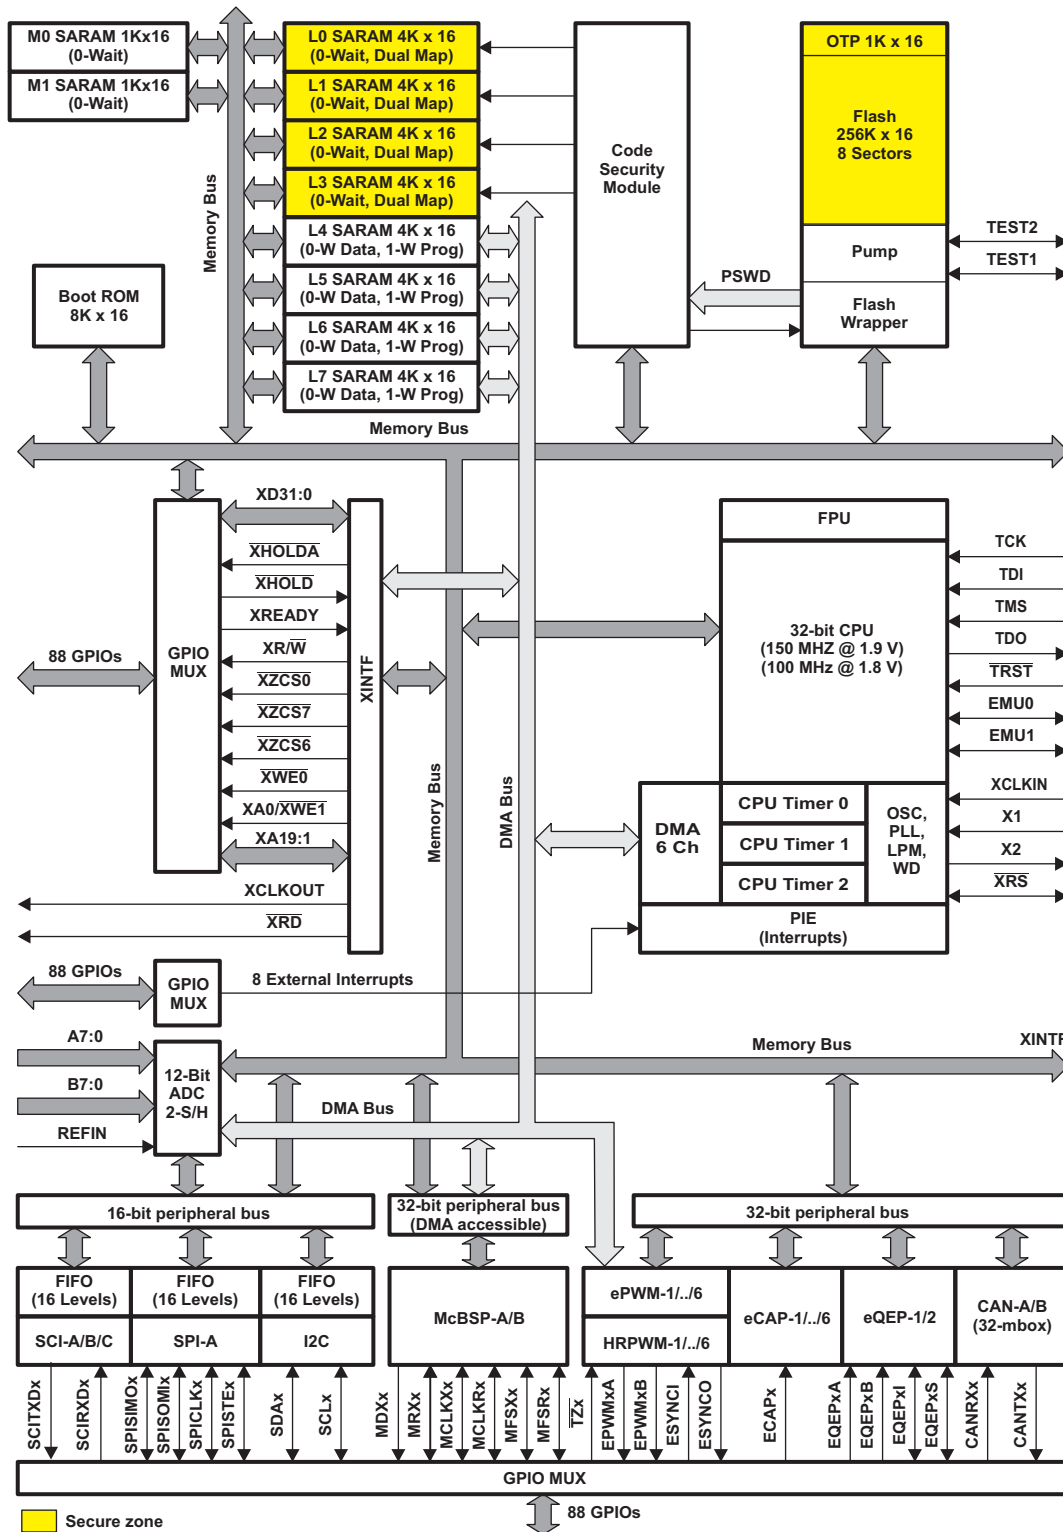 M0 SARAM 1Kx16
(0-Wait)
M1 SARAM 1Kx16
(0-Wait)
L0 SARAM 4K x 16
(0-Wait, Dual Map)
L1 SARAM 4K x 16
(0-Wait, Dual Map)
L2 SARAM 4K x 16
(0-Wait, Dual Map)
L3 SARAM 4K x 16
(0-Wait, Dual Map)
L4 SARAM 4K x 16
(0-W Data, 1-W Prog)
L5 SARAM 4K x 16
(0-W Data, 1-W Prog)
L6 SARAM 4K x 16
(0-W Data, 1-W Prog)
L7 SARAM 4K x 16
(0-W Data, 1-W Prog)
Memory Bus
Boot ROM
8K x 16
Code
Security
Module
PSWD
OTP 1K x 16
Flash
256K x 16
8 Sectors
Pump
Flash
Wrapper
TEST2
TEST1
Memory Bus
88 GPIOs
GPIO
MUX
XD31:0
XHOLDA
XHOLD
XREADY
XR/W
XZCS0
XZCS7
XZCS6
XWE0
XA0/XWE1
XA19:1
XCLKOUT
XRD
XINTF
Memory Bus
DMA Bus
FPU
32-bit CPU
(150 MHZ @ 1.9 V)
(100 MHz @ 1.8 V)
TCK
TDI
TMS
TDO
TRST
EMU0
EMU1
XCLKIN
X1
X2
XRS
DMA
6 Ch
CPU Timer 0
CPU Timer 1
CPU Timer 2
OSC,
PLL,
LPM,
WD
PIE
(Interrupts)
88 GPIOs
GPIO
MUX
8 External Interrupts
A7:0
B7:0
REFIN
12-Bit
ADC
2-S/H
Memory Bus
XINTF
DMA Bus
16-bit peripheral bus
32-bit peripheral bus
(DMA accessible)
32-bit peripheral bus
FIFO
(16 Levels)
SCI-A/B/C
FIFO
(16 Levels)
SPI-A
FIFO
(16 Levels)
I2C
McBSP-A/B
ePWM-1/../6
HRPWM-1/../6
eCAP-1/../6
eQEP-1/2
CAN-A/B
(32-mbox)
SCITXDx
SCIRXDx
SPISIMOx
SPISOMIx
SPICLKx
SPISTEx
SDAx
SCLx
MDXx
MRXx
MCLKXx
MCLKRx
MFSXx
MFSRx
TZx
EPWMxA
EPWMxB
ESYNCI
ESYNCO
ECAPx
EQEPxA
EQEPxB
EQEPxI
EQEPxS
CANRXx
CANTXx
GPIO MUX
88 GPIOs
Secure zone